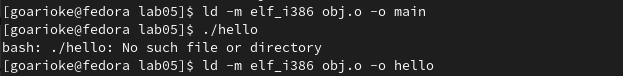 [goarioke@fedora lab05]$ ld -m elf_i386 obj.o -o main
[goarioke@fedora lab05]$ ./hello
bash: ./hello: No such file or directory
[goarioke@fedora lab05]$ ld -m elf_i386 obj.o -o hello